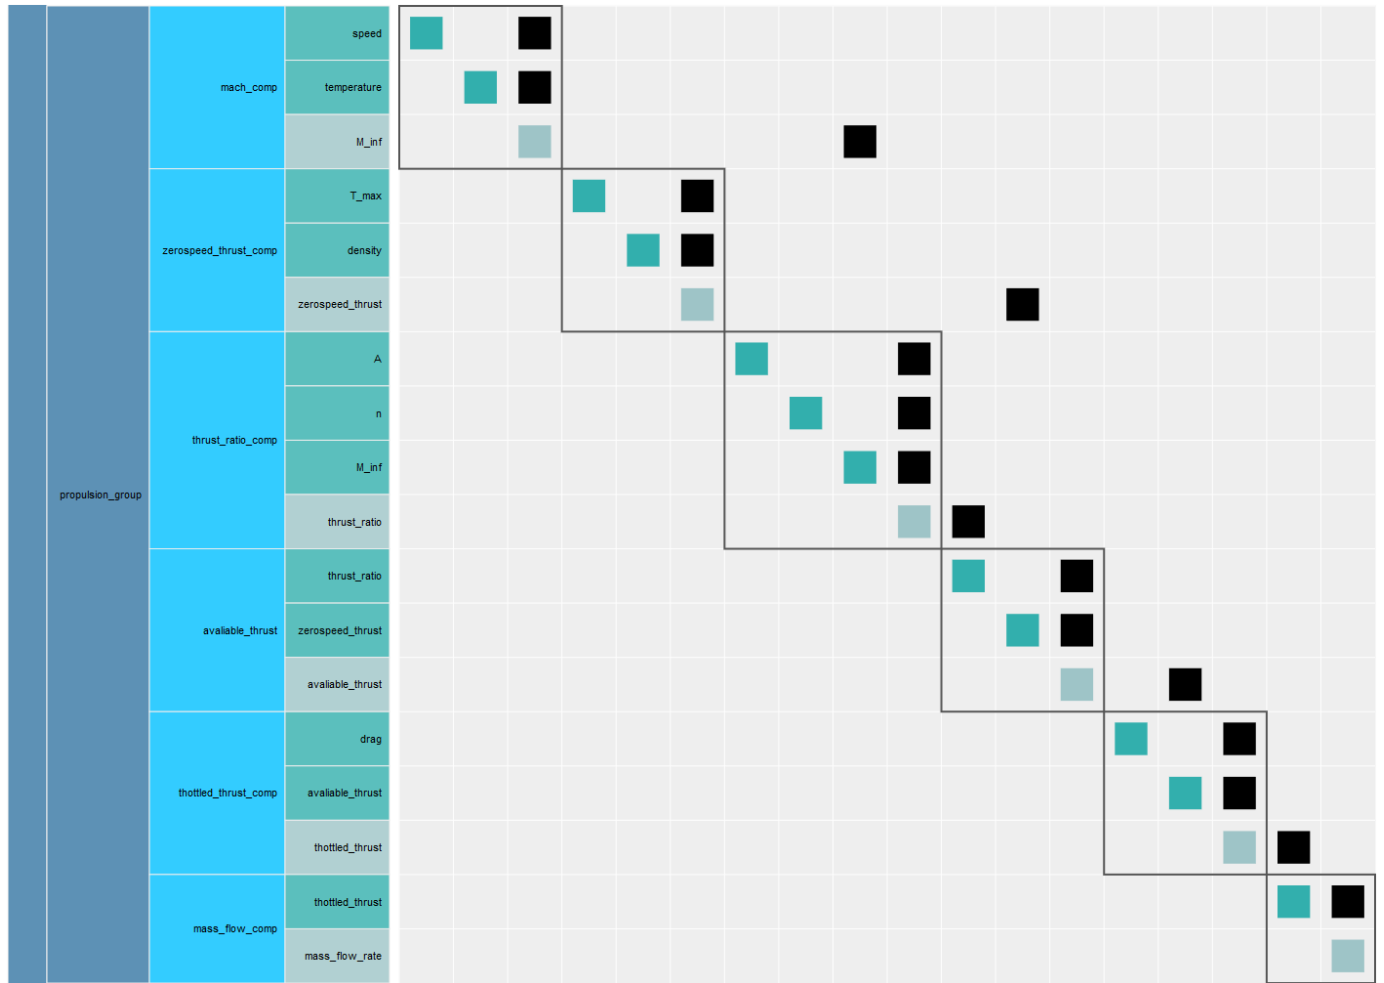 speed
mach_comp
temperature
M_inf
T_max
zerospeed_thrust_comp
density
zerospeed_thrust
A
n
thrust_ratio_comp
M_inf
propulsion_group
thrust_ratio
thrust_ratio
avaliable_thrust
zerospeed_thrust
avaliable_thrust
drag
thottled_thrust_comp
avaliable_thrust
thottled_thrust
thottled_thrust
mass_flow_comp
mass_flow_rate